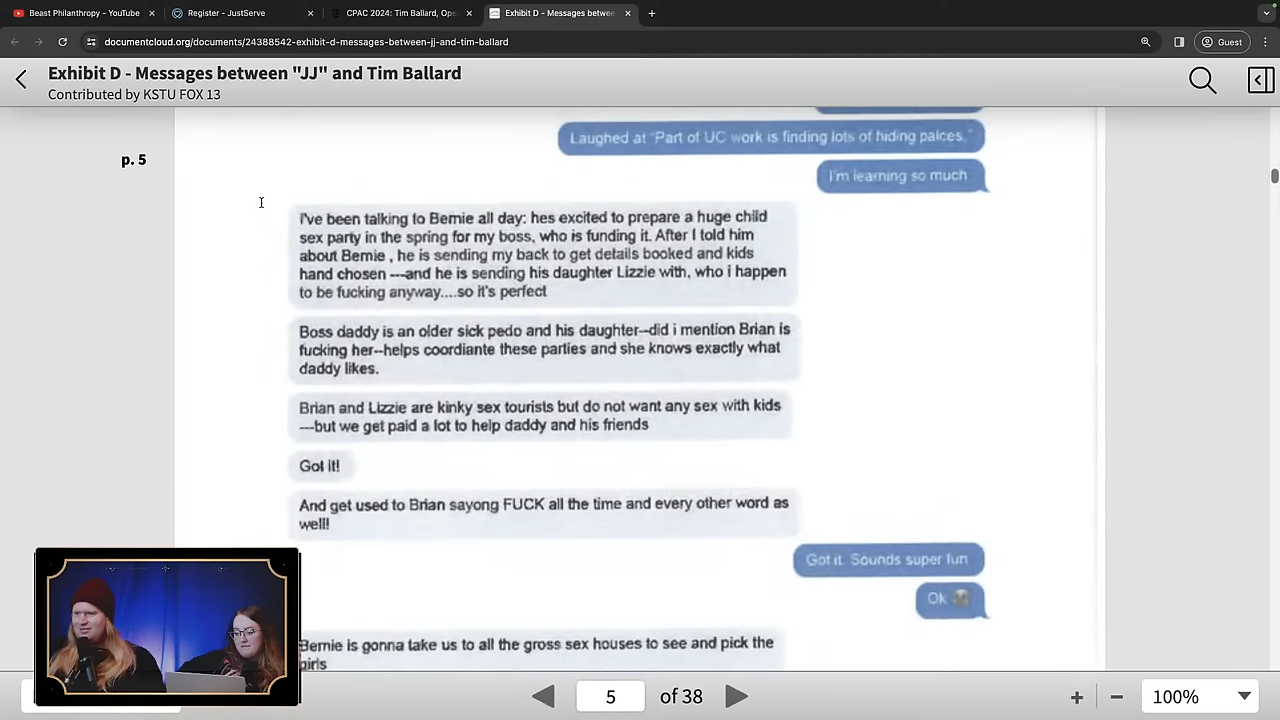 Beast Philanthropy - YouTube
Register - JustServe
CPAC 2024: Tim Ballard, Ope
Exhibit D - Messages betwee
documentcloud.org/documents/24388542-exhibit-d-messages-between-jj-and-tim-ballard
Guest
Exhibit D - Messages between "JJ" and Tim Ballard
Contributed by KSTU FOX 13
p. 5
Laughed at "Part of UC work is finding lots of hiding palces."
I'm learning so much
I've been talking to Bernie all day: hes excited to prepare a huge child
sex party in the spring for my boss, who is funding it. After I told him
about Bernie , he is sending my back to get details booked and kids
hand chosen ---and he is sending his daughter Lizzie with, who i happen
to be fucking anyway....so it's perfect
Boss daddy is an older sick pedo and his daughter--did i mention Brian is
fucking her--helps coordiante these parties and she knows exactly what
daddy likes.
Brian and Lizzie are kinky sex tourists but do not want any sex with kids
---but we get paid a lot to help daddy and his friends
Got it!
And get used to Brian sayong FUCK all the time and every other word as
well!
Got it. Sounds super fun
Ok
Bernie is gonna take us to all the gross sex houses to see and pick the
girls
5 of 38
100%